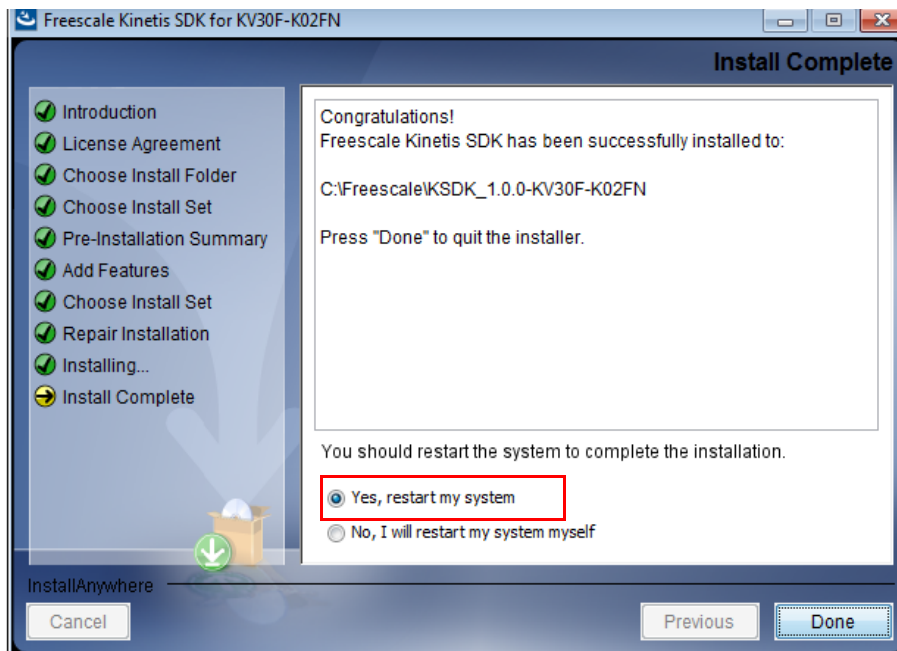 Freescale Kinetis SDK for KV30F-K02FN
Install Complete
Introduction
License Agreement
Choose Install Folder
Choose Install Set
Pre-Installation Summary
Add Features
Choose Install Set
Repair Installation
Installing...
Install Complete
Congratulations!
Freescale Kinetis SDK has been successfully installed to:
C:\Freescale\KSDK_1.0.0-KV30F-K02FN
Press "Done" to quit the installer.
You should restart the system to complete the installation.
Yes, restart my system
No, I will restart my system myself
InstallAnywhere
Cancel
Previous
Done